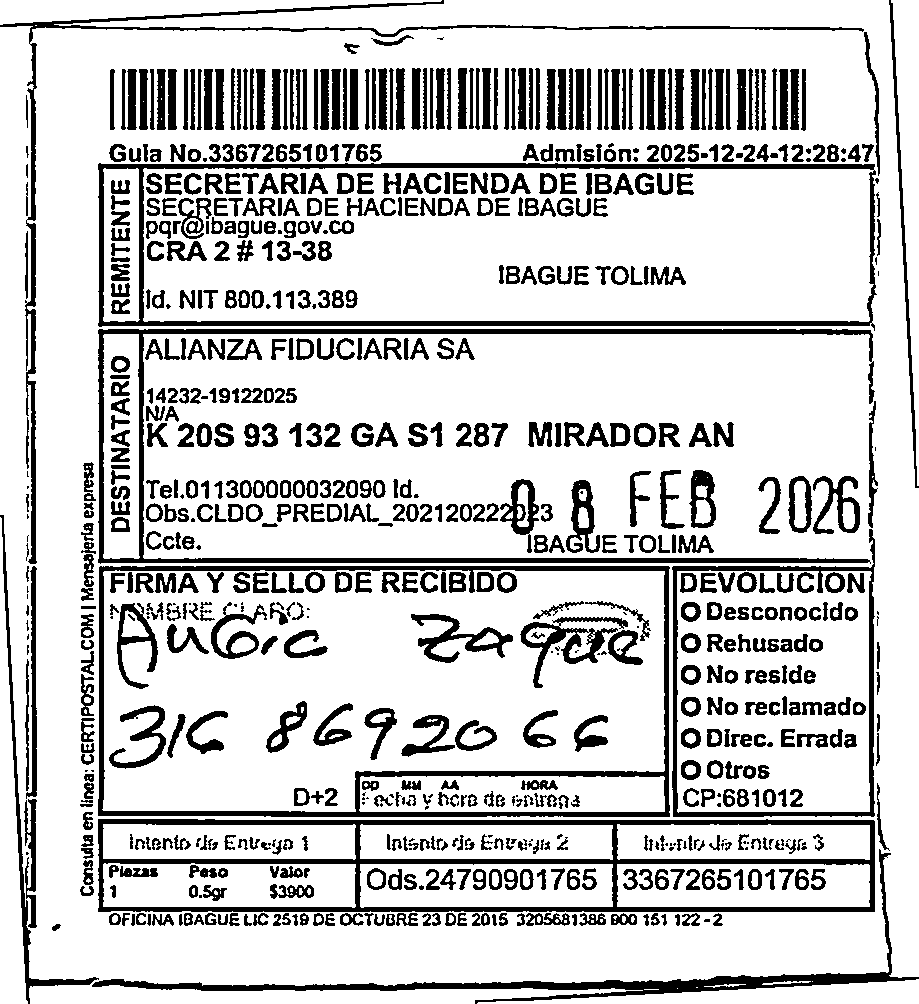 Guia No.3367265101765 Admisión: 2025-12-24-12:28:47
REMITENTE
SECRETARIA DE HACIENDA DE IBAGUE
SECRETARIA DE HACIENDA DE IBAGUE
pqr@ibague.gov.co
CRA 2 # 13-38
IBAGUE TOLIMA
Id. NIT 800.113.389
DESTINATARIO
ALIANZA FIDUCIARIA SA
14232-19122025
N/A
K 20S 93 132 GA S1 287 MIRADOR AN
Tel.011300000032090 Id.
08 FEB 2026
Obs.CLDO_PREDIAL_202120222023
Ccte.
IBAGUE TOLIMA
Consulta en linea: CERTIPOSTAL.COM | Mensajeria expresa
FIRMA Y SELLO DE RECIBIDO
NOMBRE CLARO:
Zaque
316 8692066
D+2
DD MM AA HORA
Fecha y hora de entrega
DEVOLUCION
Desconocido
Rehusado
No reside
No reclamado
Direc. Errada
Otros
CP:681012
Intento de Entrega 1 Intento de Entrega 2 Intento de Entrega 3
Piezas Peso Valor
1 0.5gr $3900
Ods.24790901765 3367265101765
OFICINA IBAGUE LIC 2519 DE OCTUBRE 23 DE 2015 3205681386 900 151 122 - 2